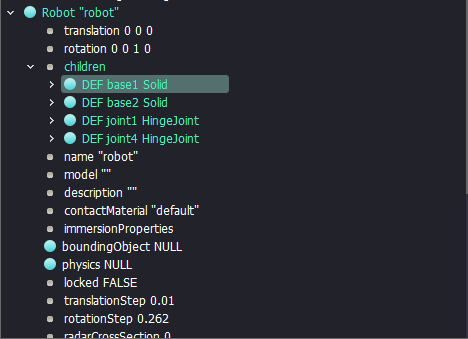 Robot "robot"
translation 0 0 0
rotation 0 0 1 0
children
DEF base1 Solid
DEF base2 Solid
DEF joint1 HingeJoint
DEF joint4 HingeJoint
name "robot"
model ""
description ""
contactMaterial "default"
immersionProperties
boundingObject NULL
physics NULL
locked FALSE
translationStep 0.01
rotationStep 0.262
radarCrossSection 0